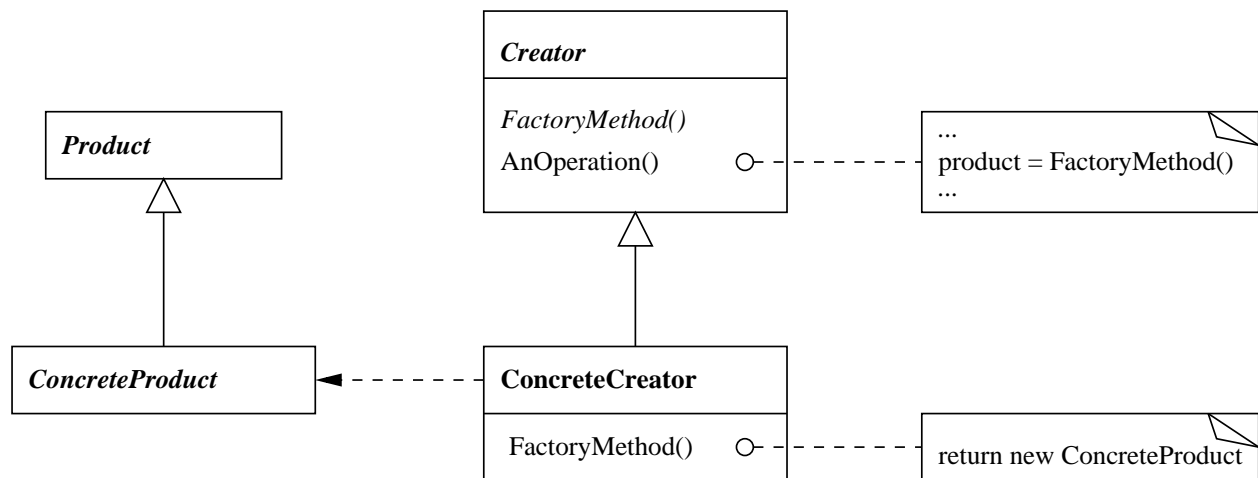 Creator
FactoryMethod()
AnOperation()
Product
...
product = FactoryMethod()
...
ConcreteProduct
ConcreteCreator
FactoryMethod()
return new ConcreteProduct